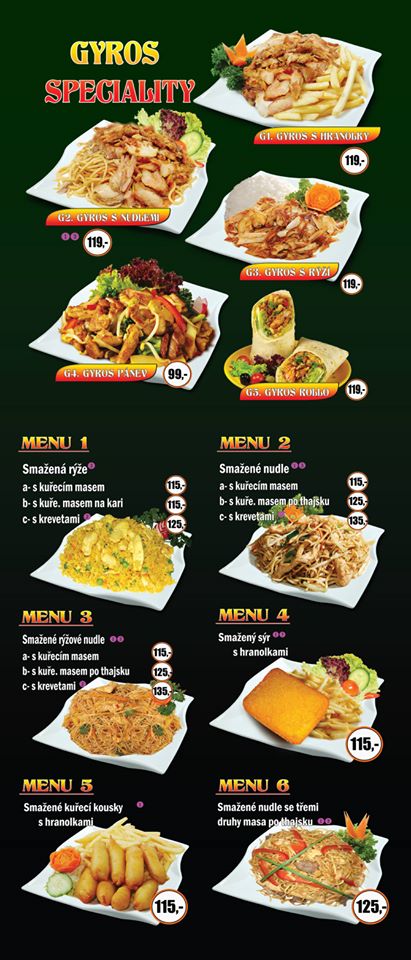 GYROS
SPECIALITY
G1. GYROS S HRANOLKY
119,-
G2. GYROS S NUDLEMI
1 3
119,-
G3. GYROS S RÝŽÍ
119,-
G4. GYROS PÁNEV
99,-
G5. GYROS ROLLO
119,-
MENU 1
Smažená rýže
a- s kuřecím masem 115,-
b- s kuře. masem na kari 115,-
c- s krevetami 125,-
MENU 2
Smažené nudle
a- s kuřecím masem 115,-
b- s kuře. masem po thajsku 125,-
c- s krevetami 135,-
MENU 3
Smažené rýžové nudle
a- s kuřecím masem 115,-
b- s kuře. masem po thajsku 125,-
c- s krevetami 135,-
MENU 4
Smažený sýr
s hranolkami
115,-
MENU 5
Smažené kuřecí kousky
s hranolkami
115,-
MENU 6
Smažené nudle se třemi
druhy masa po thajsku
125,-